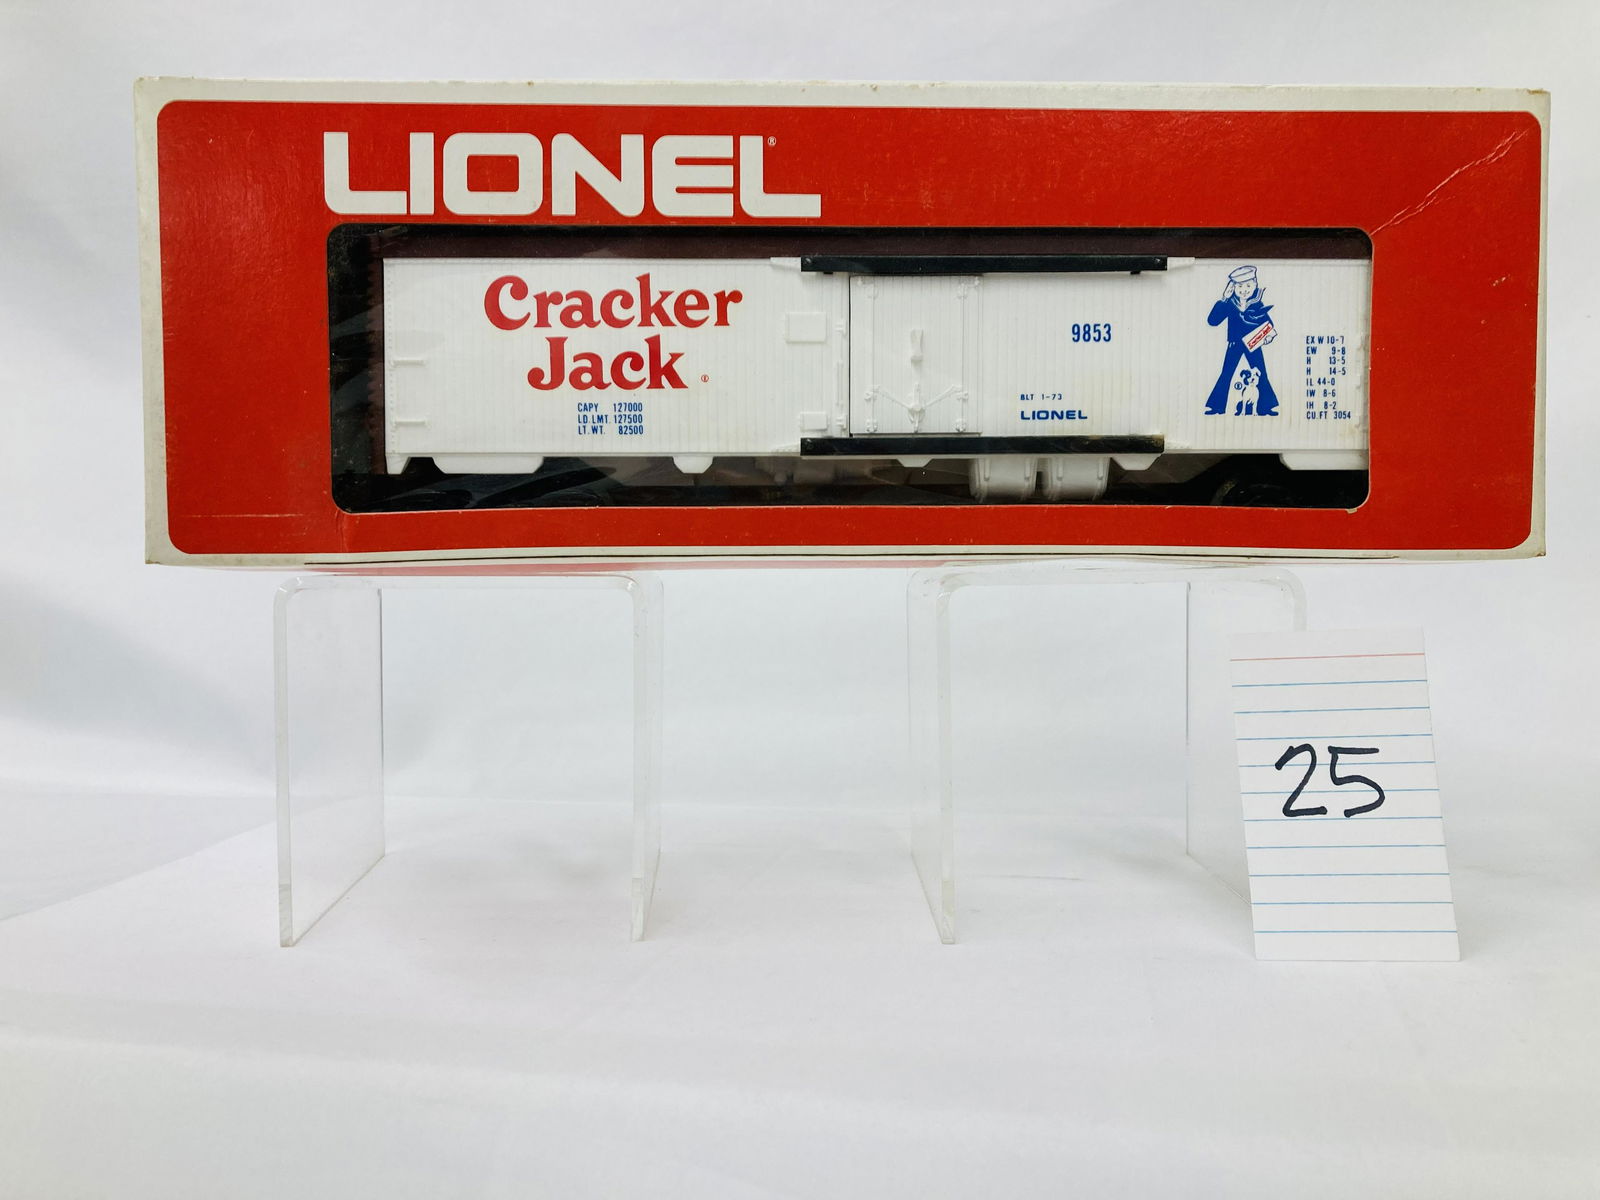 LIONEL®
Cracker
Jack ®
CAPY 127000
LD. LMT. 127500
LT. WT. 82500
9853
BLT 1-73
LIONEL
EX W 10-7
EW 9-8
H 13-5
H 14-5
IL 44-0
IW 8-6
IH 8-2
CU. FT 3054
25